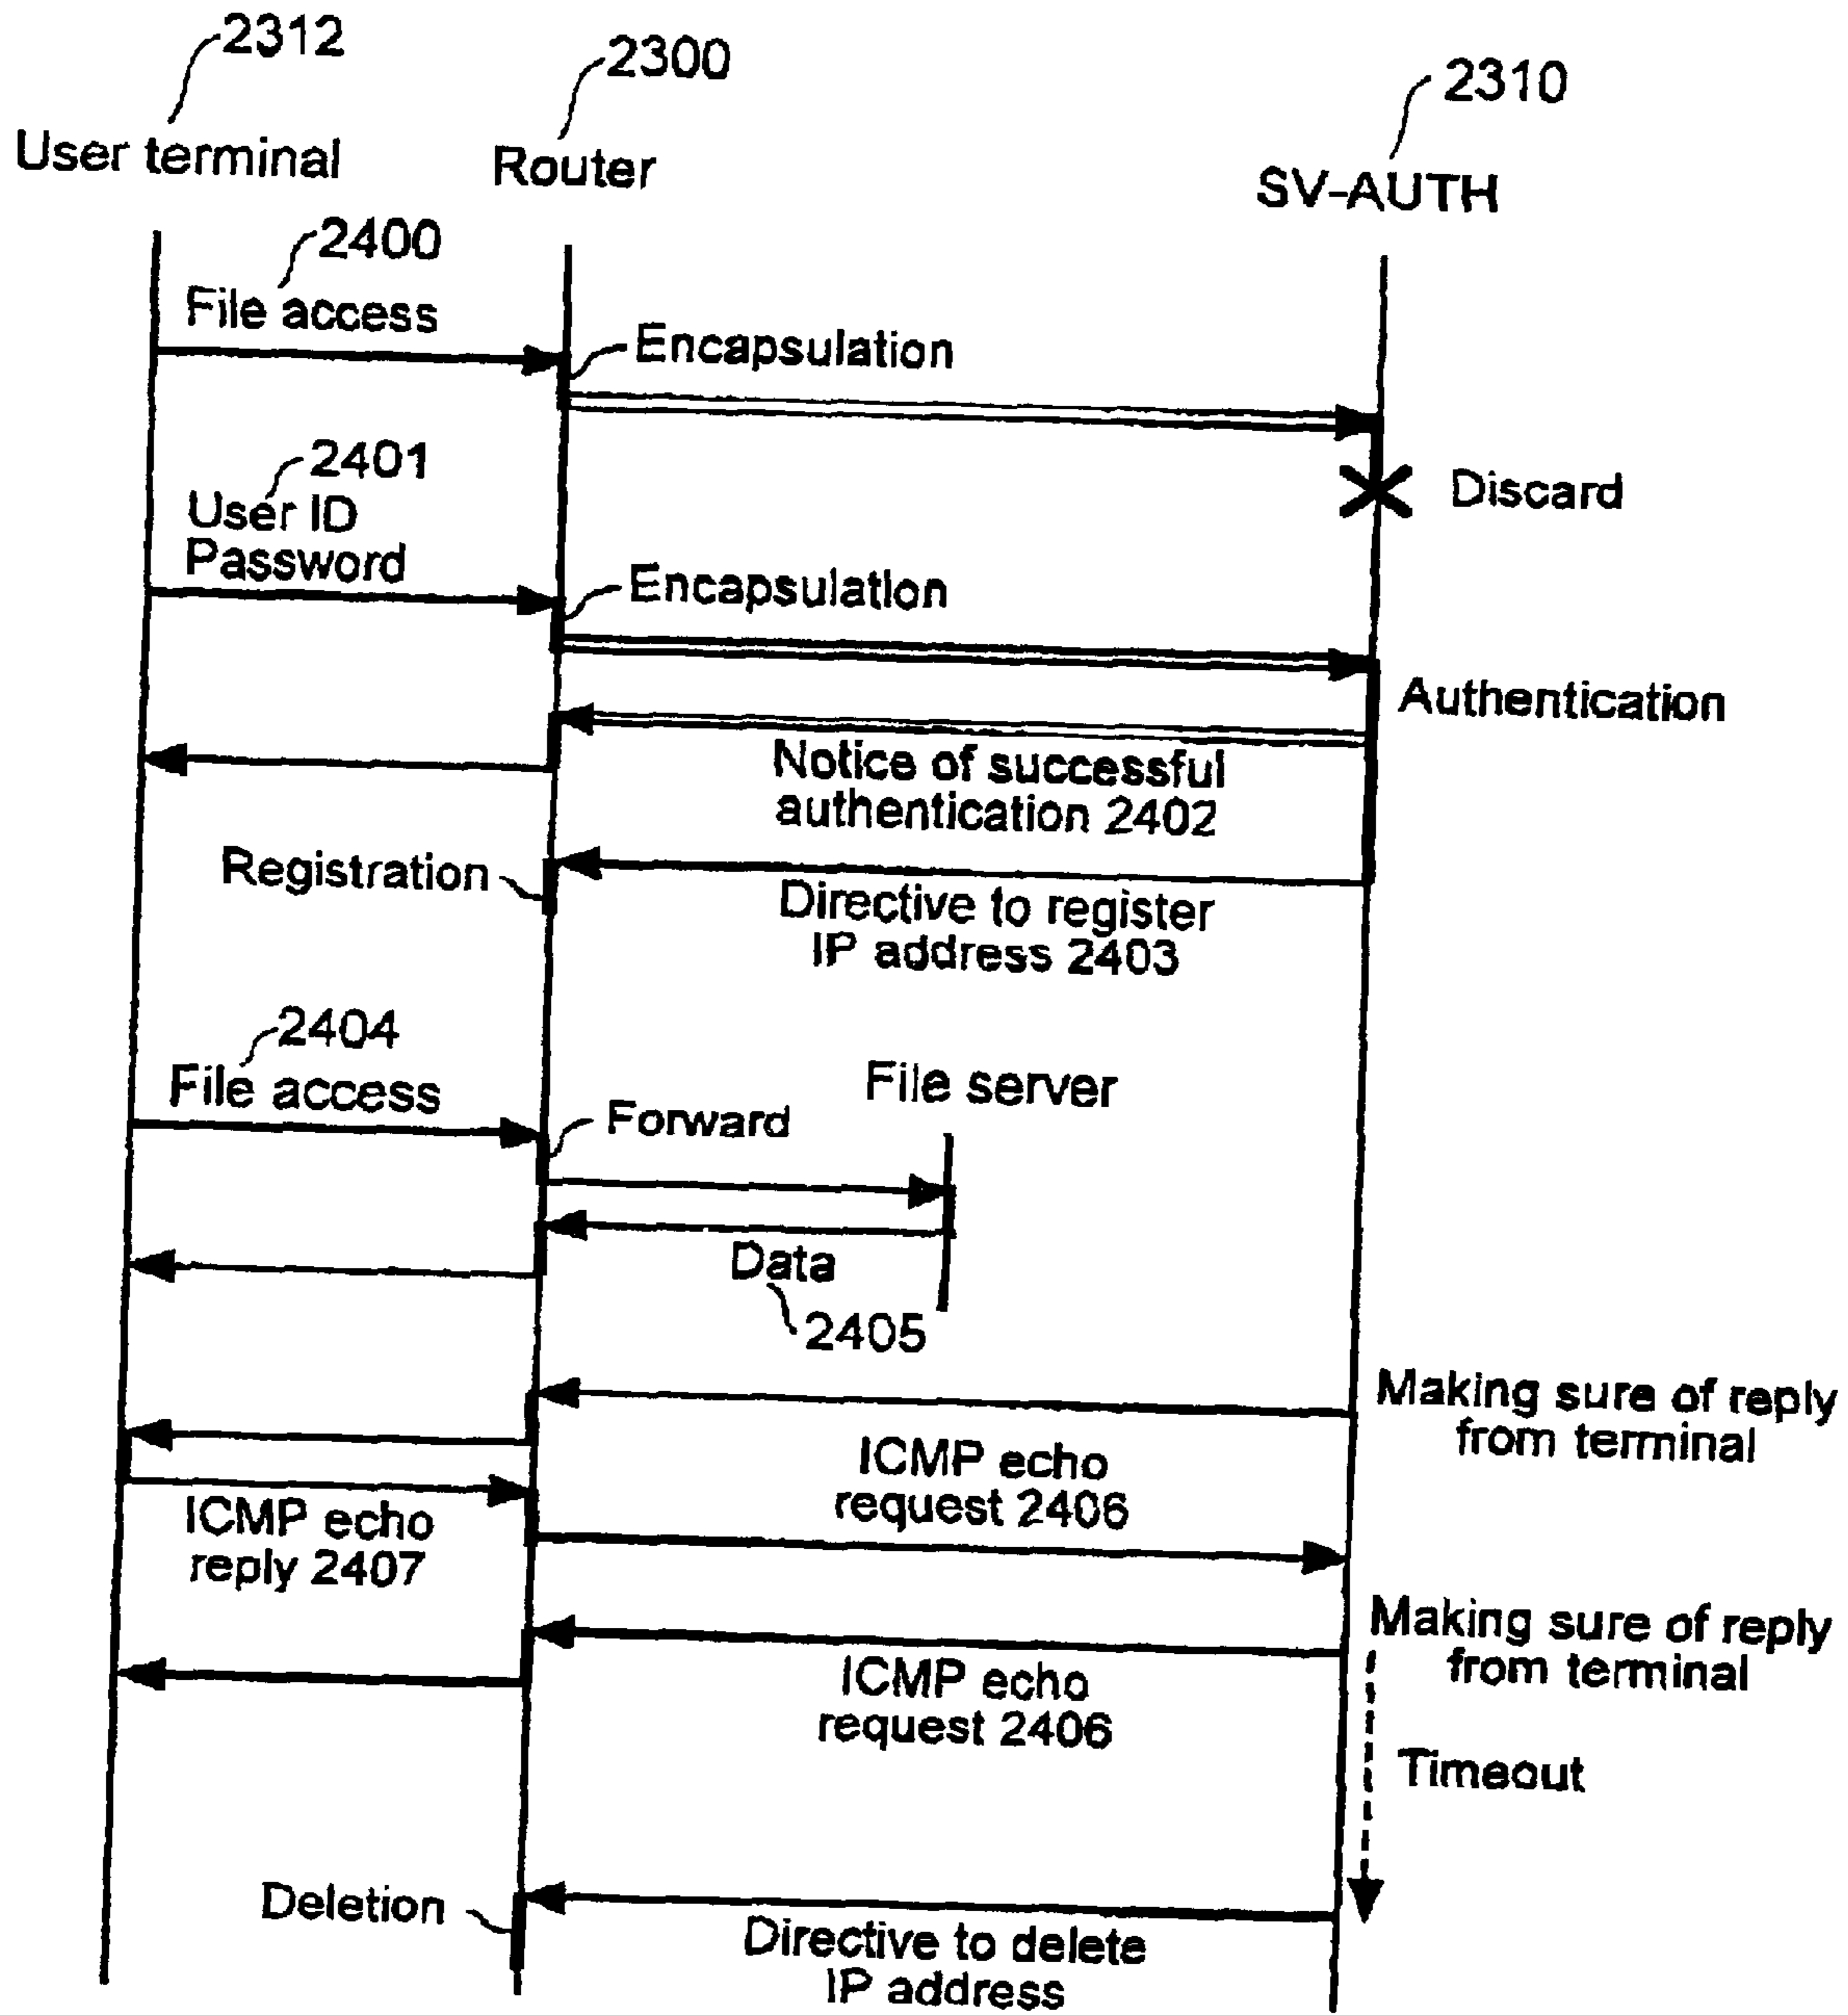 2312
2300
2310
User terminal
Router
SV-AUTH
2400
File access
Encapsulation
2401
User ID
Password
Discard
Encapsulation
Authentication
Notice of successful
authentication 2402
Registration
Directive to register
IP address 2403
2404
File access
File server
Forward
Data
2405
Making sure of reply
from terminal
ICMP echo
request 2406
ICMP echo
reply 2407
Making sure of reply
from terminal
ICMP echo
request 2406
Timeout
Deletion
Directive to delete
IP address